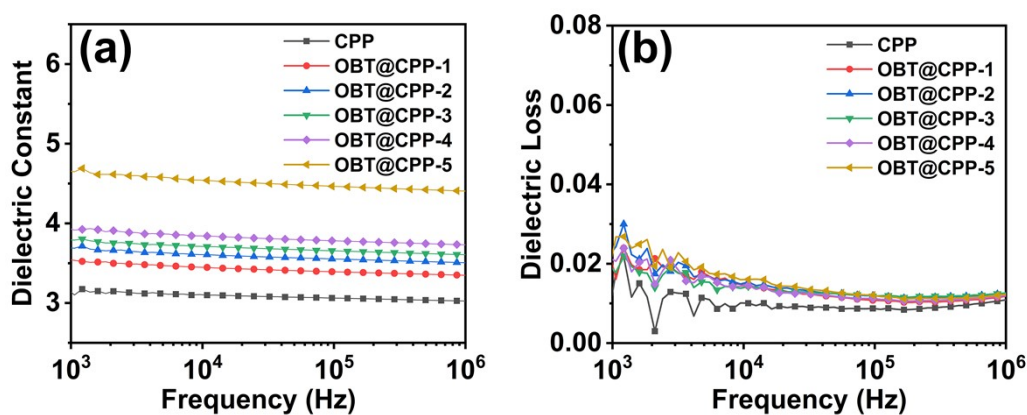 (a)
Dielectric Constant
6
5
4
3
CPP
OBT@CPP-1
OBT@CPP-2
OBT@CPP-3
OBT@CPP-4
OBT@CPP-5
10³ 10⁴ 10⁵ 10⁶
Frequency (Hz)
(b)
Dielectric Loss
0.08
0.06
0.04
0.02
0.00
CPP
OBT@CPP-1
OBT@CPP-2
OBT@CPP-3
OBT@CPP-4
OBT@CPP-5
10³ 10⁴ 10⁵ 10⁶
Frequency (Hz)